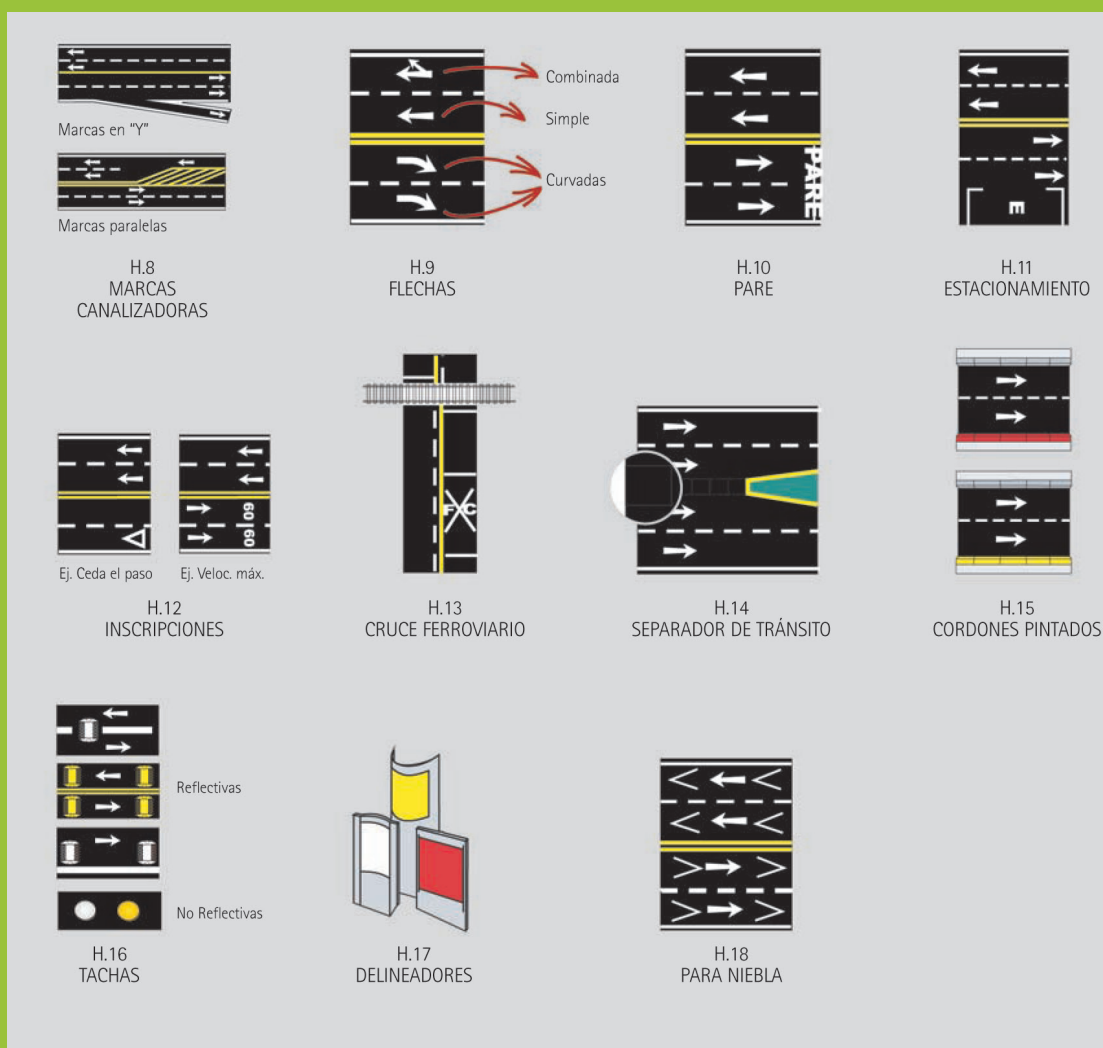 Marcas en “Y”
Marcas paralelas
H.8
MARCAS
CANALIZADORAS
Combinada
Simple
Curvadas
H.9
FLECHAS
PARE
H.10
PARE
E
H.11
ESTACIONAMIENTO
Ej. Ceda el paso
60 60
Ej. Veloc. máx.
H.12
INSCRIPCIONES
F C
H.13
CRUCE FERROVIARIO
H.14
SEPARADOR DE TRÁNSITO
H.15
CORDONES PINTADOS
Reflectivas
No Reflectivas
H.16
TACHAS
H.17
DELINEADORES
H.18
PARA NIEBLA